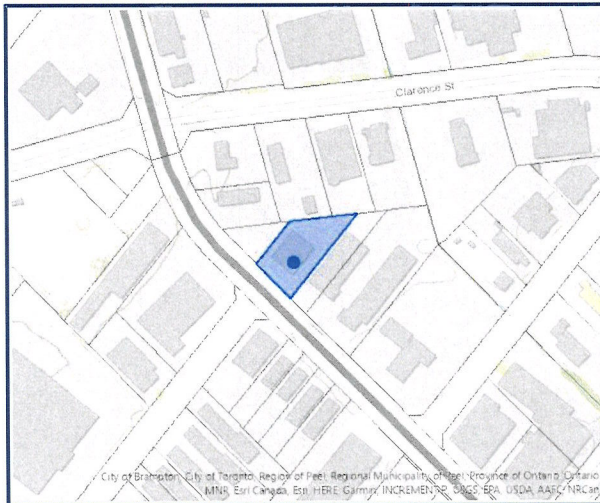 Clarence St
City of Brampton, City of Toronto, Region of Peel, Regional Municipality of Peel, Province of Ontario, Ontario
MNR, Esri Canada, Esri, HERE, Garmin, INCREMENT P, USGS, EPA, USDA, AAFC, NRCan